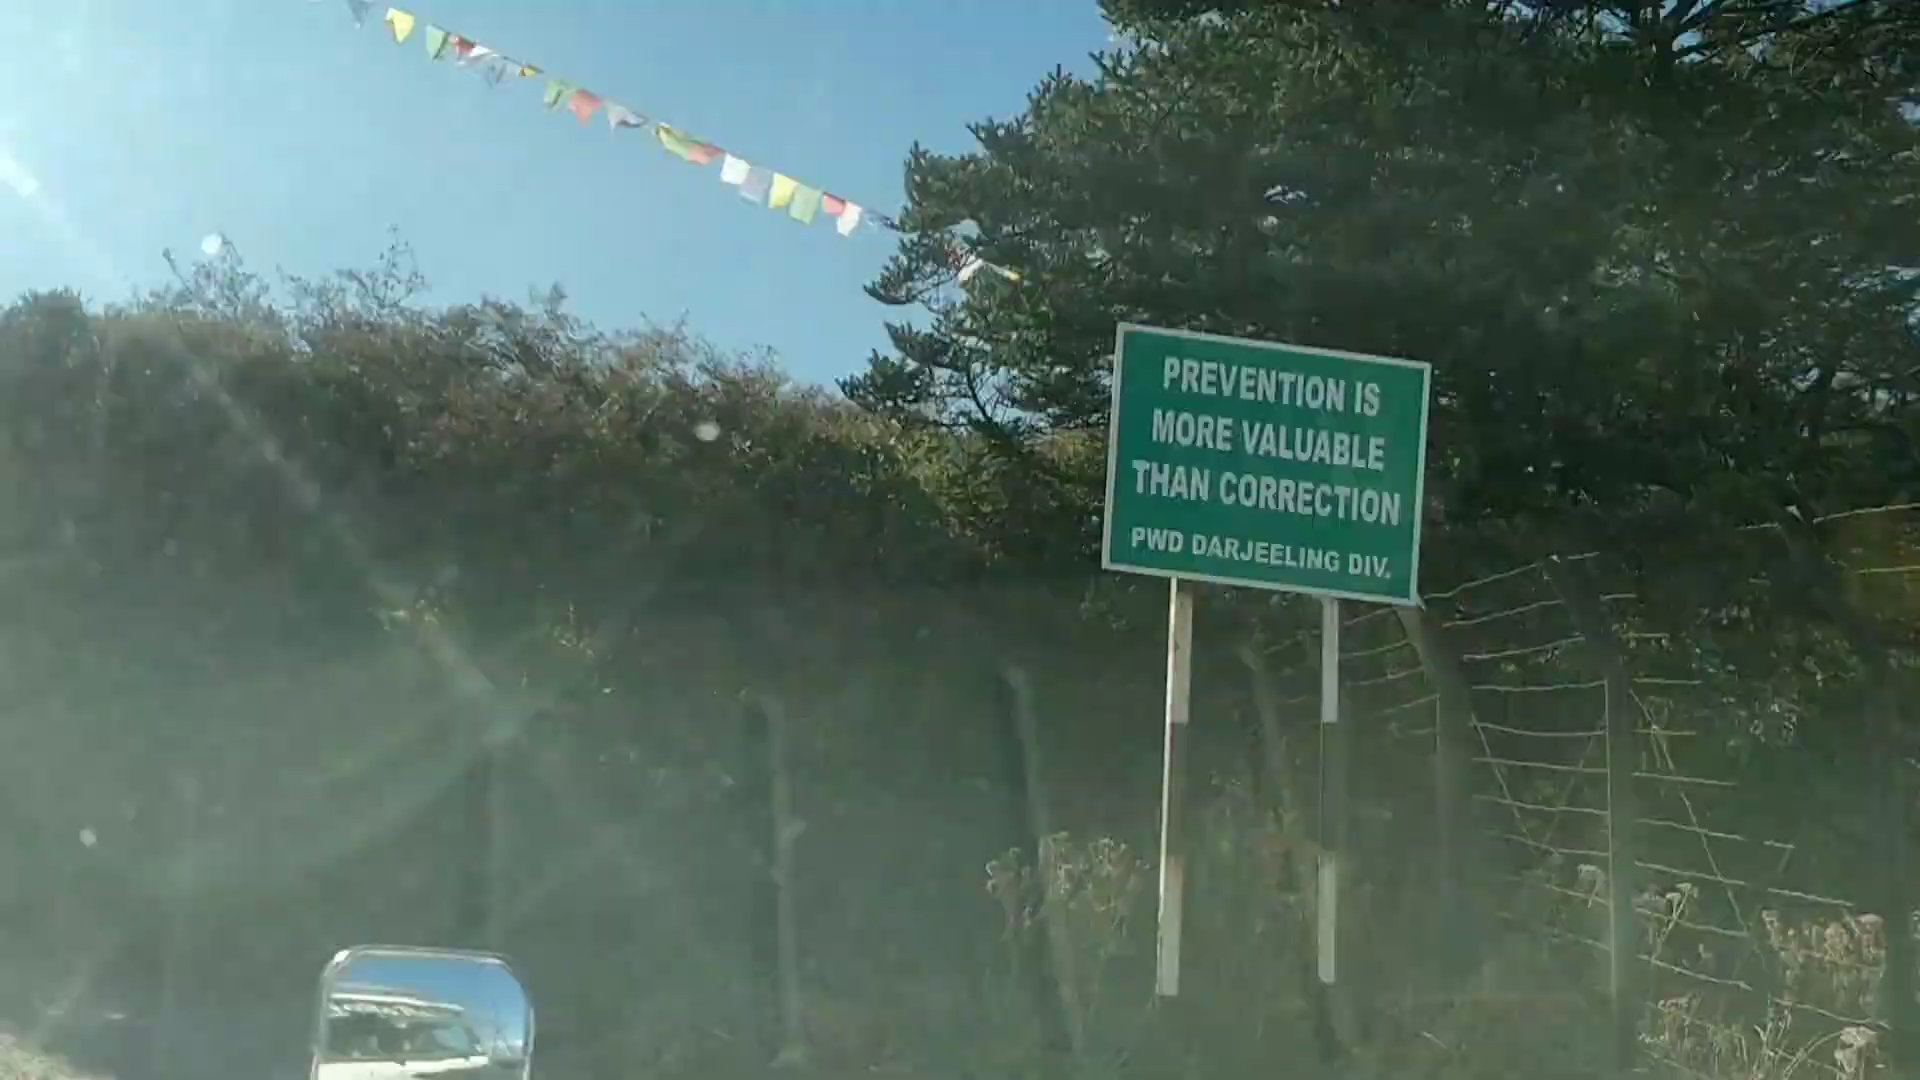 PREVENTION IS
MORE VALUABLE
THAN CORRECTION
PWD DARJEELING DIV.